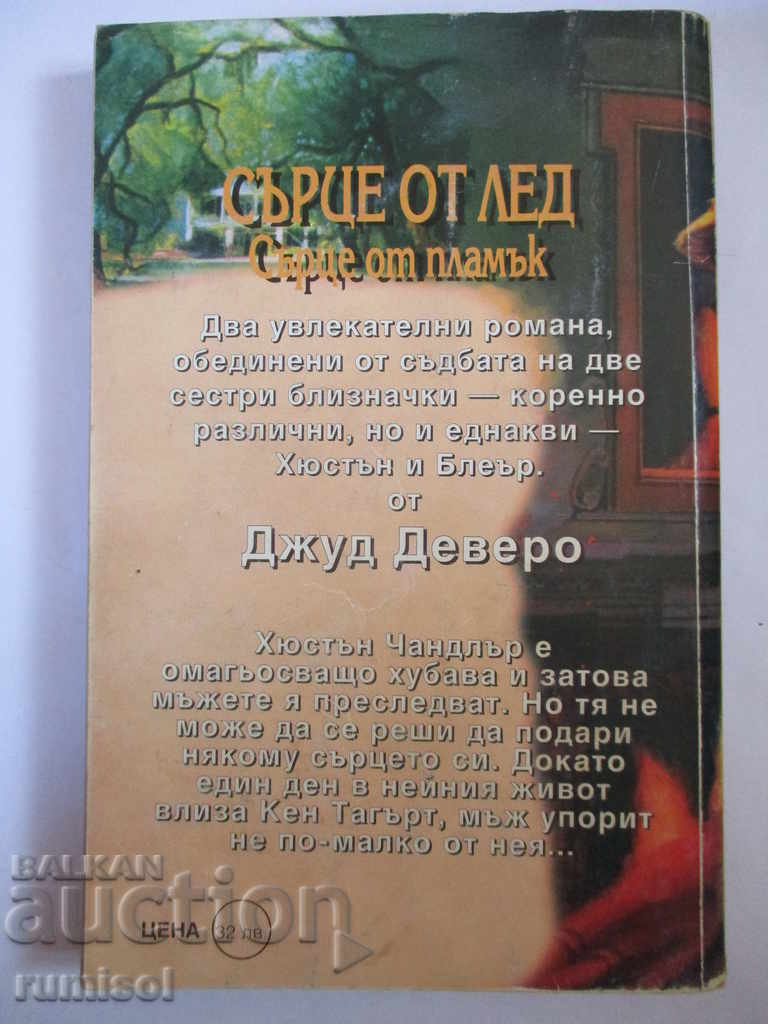 СЪРЦЕ ОТ ЛЕД
Сърце от пламък
Два увлекателни романа,
обединени от съдбата на две
сестри близначки — коренно
различни, но и еднакви —
Хюстън и Блеър.
от
Джуд Деверо
Хюстън Чандлър е
омагьосващо хубава и затова
мъжете я преследват. Но тя не
може да се реши да подари
някому сърцето си. Докато
един ден в нейния живот
влиза Кен Тагърт, мъж упорит
не по-малко от нея...
BALKAN
auction
ЦЕНА 32 лв.
rumisol